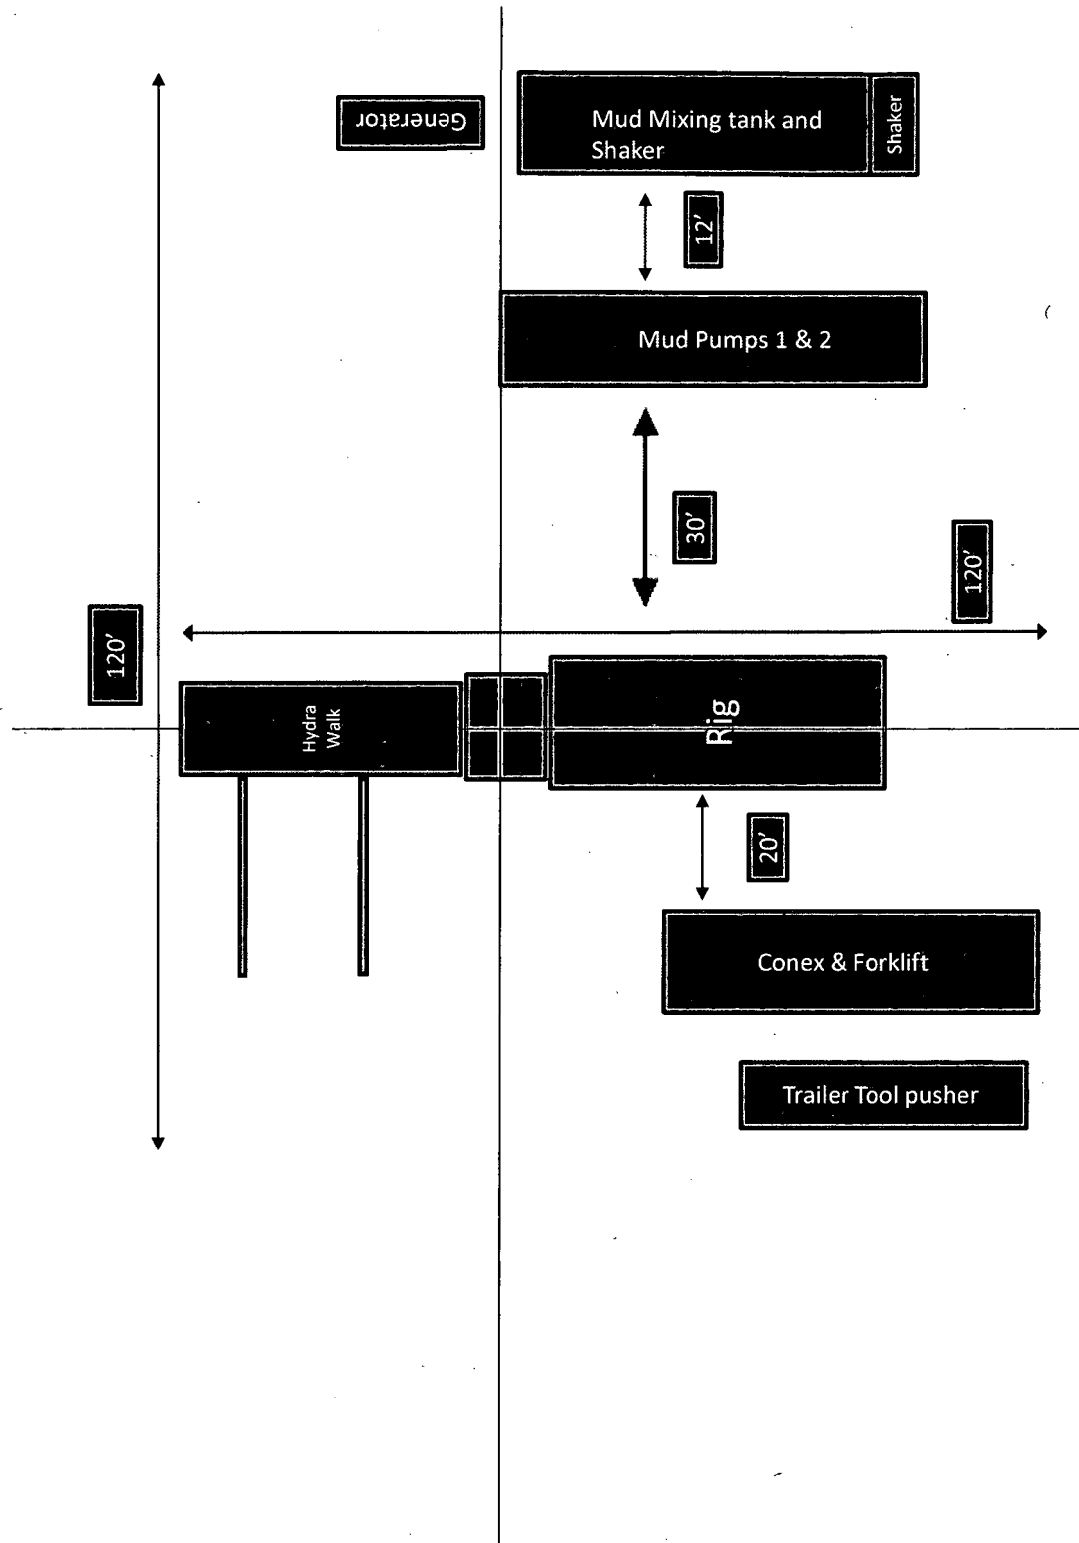 Generator
Mud Mixing tank and
Shaker
Shaker
12'
Mud Pumps 1 & 2
30'
120'
120'
Hydra
Walk
Rig
20'
Conex & Forklift
Trailer Tool pusher